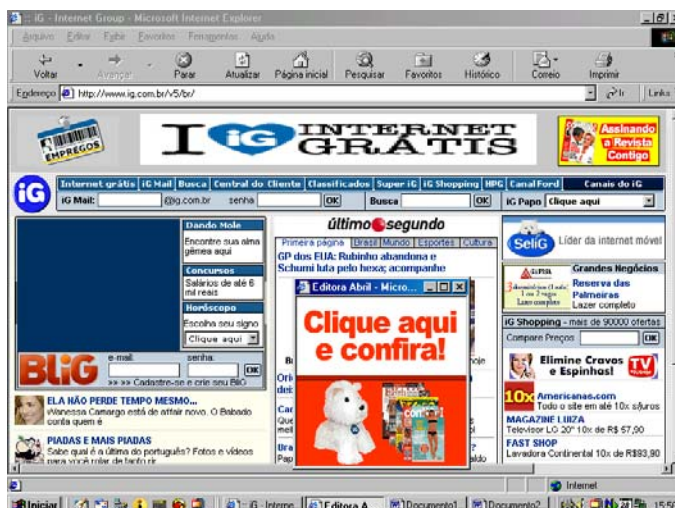 :: iG - Internet Group - Microsoft Internet Explorer
Arquivo Editar Exibir Favoritos Ferramentas Ajuda
Voltar Avançar Parar Atualizar Página inicial Pesquisar Favoritos Histórico Correio Imprimir
Endereço http://www.ig.com.br/v5/br/ Ir Links
EMPREGOS
I iG INTERNET GRÁTIS
Assinando a Revista Contigo
iG
Internet grátis iG Mail Busca Central do Cliente Classificados Super iG iG Shopping HPG Canal Ford Canais do iG
iG Mail: @ig.com.br senha OK Busca OK iG Papo Clique aqui
Dando Mole
Encontre sua alma
gêmea aqui
Concursos
Salários de até 6
mil reais
Horóscopo
Escolha seu signo
Clique aqui
BLiG
e-mail: senha:
OK
>> >> Cadastre-se e crie seu BliG
ELA NÃO PERDE TEMPO MESMO...
Wanessa Camargo está de affair novo. O Babado
conta quem é
PIADAS E MAIS PIADAS
Sabe qual é a última do português? Fotos e vídeos
para você rolar de tanto rir
último segundo
Primeira página Brasil Mundo Esportes Cultura
GP dos EUA: Rubinho abandona e
Schumi luta pelo hexa; acompanhe
Editora Abril - Micro...
Clique aqui
e confira!
hoje
SeliG Líder da internet móvel
Grandes Negócios
Reserva das
Palmeiras
Lazer completo
iG Shopping - mais de 90000 ofertas
Compare Preços: OK
Elimine Cravos
e Espinhos!
TV
10x
Americanas.com
Todo o site em até 10x s/juros
MAGAZINE LUIZA
Televisor LG 20" 10x de R$ 57,90
FAST SHOP
Lavadora Continental 10x de R$93,90
Internet
Iniciar :: iG - Interne... Editora A... Documento1 Documento2